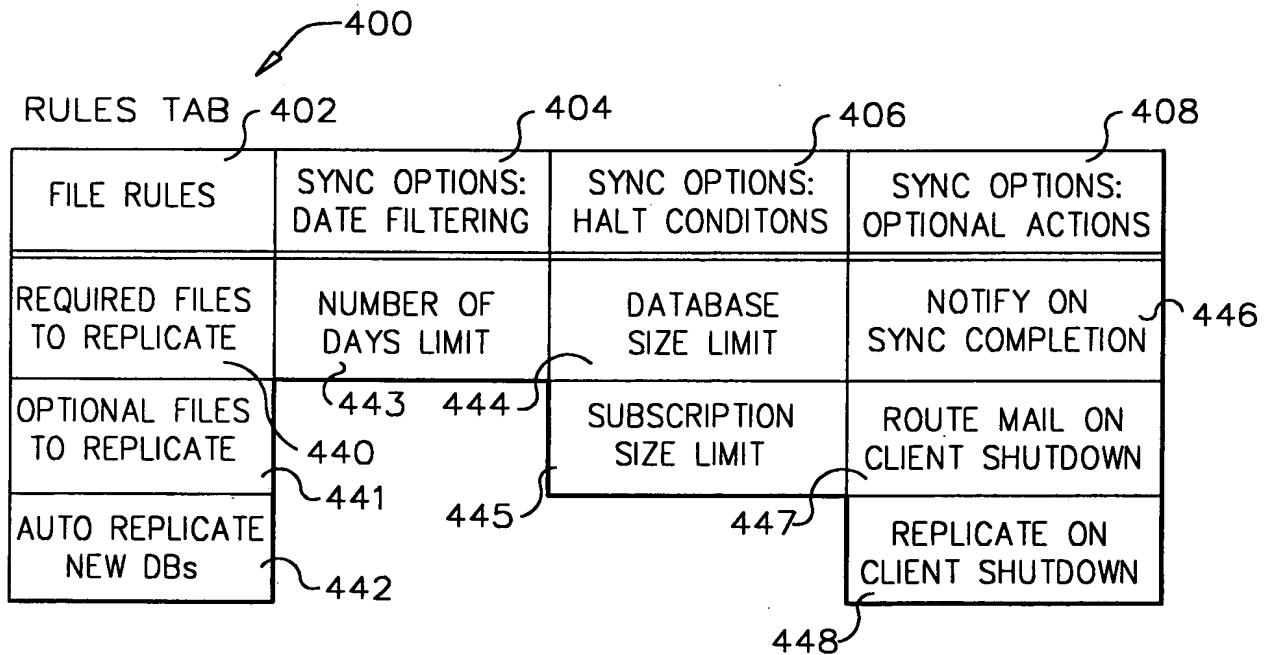 400
RULES TAB 402 404 406 408
FILE RULES
SYNC OPTIONS:
DATE FILTERING
SYNC OPTIONS:
HALT CONDITONS
SYNC OPTIONS:
OPTIONAL ACTIONS
REQUIRED FILES
TO REPLICATE
NUMBER OF
DAYS LIMIT
DATABASE
SIZE LIMIT
NOTIFY ON
SYNC COMPLETION
446
443 444
OPTIONAL FILES
TO REPLICATE
440
441
SUBSCRIPTION
SIZE LIMIT
445
ROUTE MAIL ON
CLIENT SHUTDOWN
447
AUTO REPLICATE
NEW DBs
442
REPLICATE ON
CLIENT SHUTDOWN
448